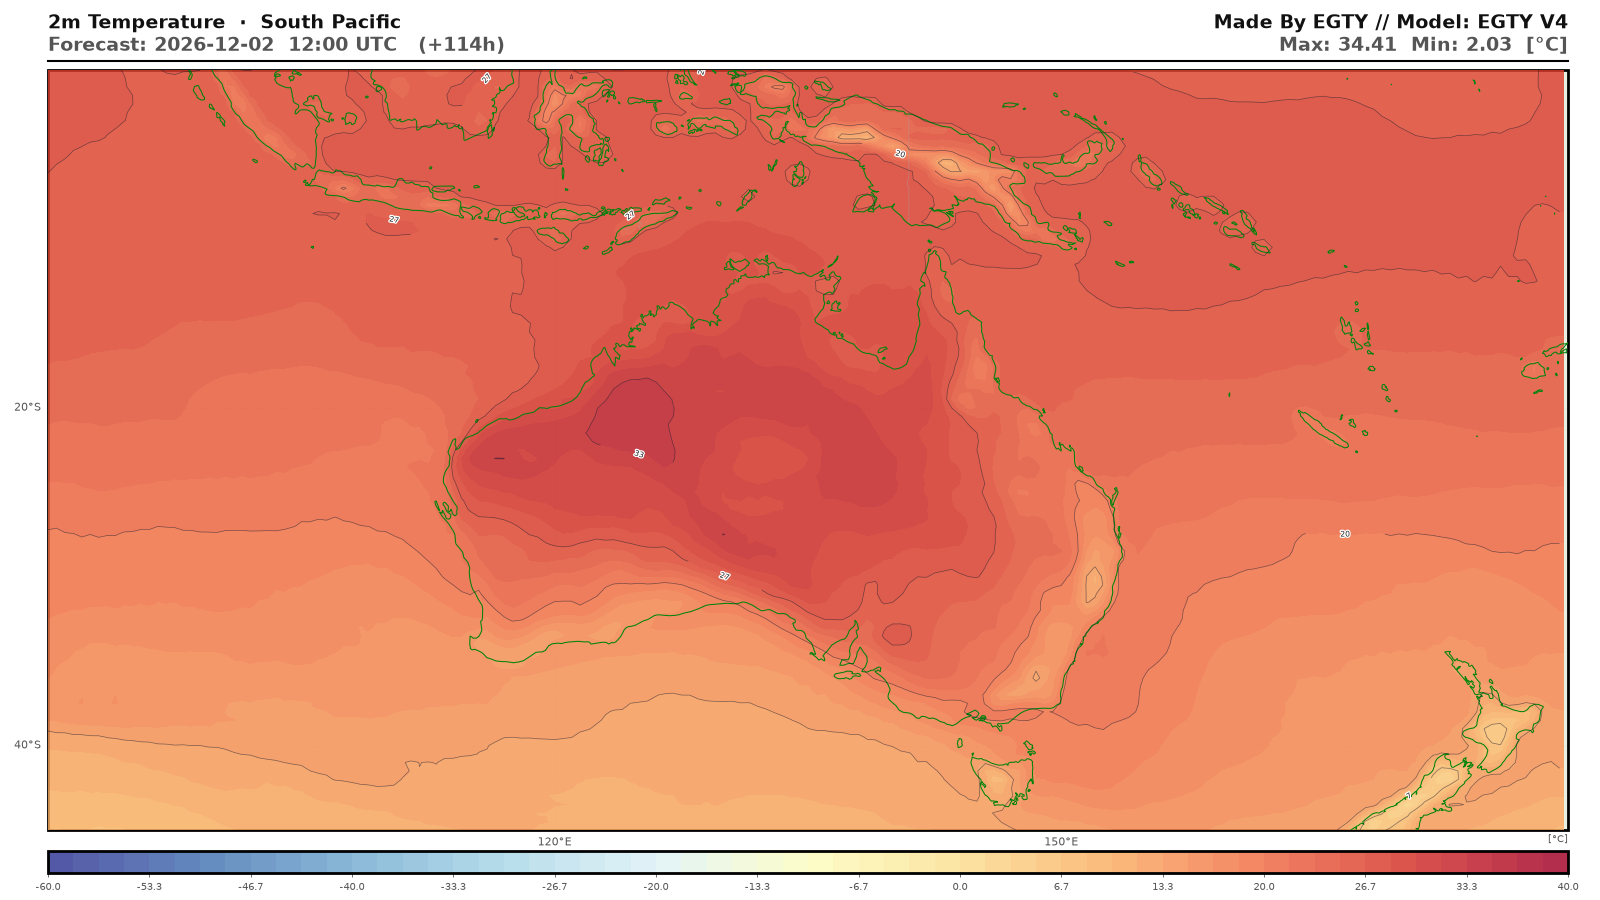 2m Temperature · South Pacific
Made By EGTY // Model: EGTY V4
Forecast: 2026-12-02 12:00 UTC (+114h)
Max: 34.41 Min: 2.03 [°C]
27
20
27
27
20°S
33
20
27
40°S
7
120°E
150°E
[°C]
-60.0
-53.3
-46.7
-40.0
-33.3
-26.7
-20.0
-13.3
-6.7
0.0
6.7
13.3
20.0
26.7
33.3
40.0